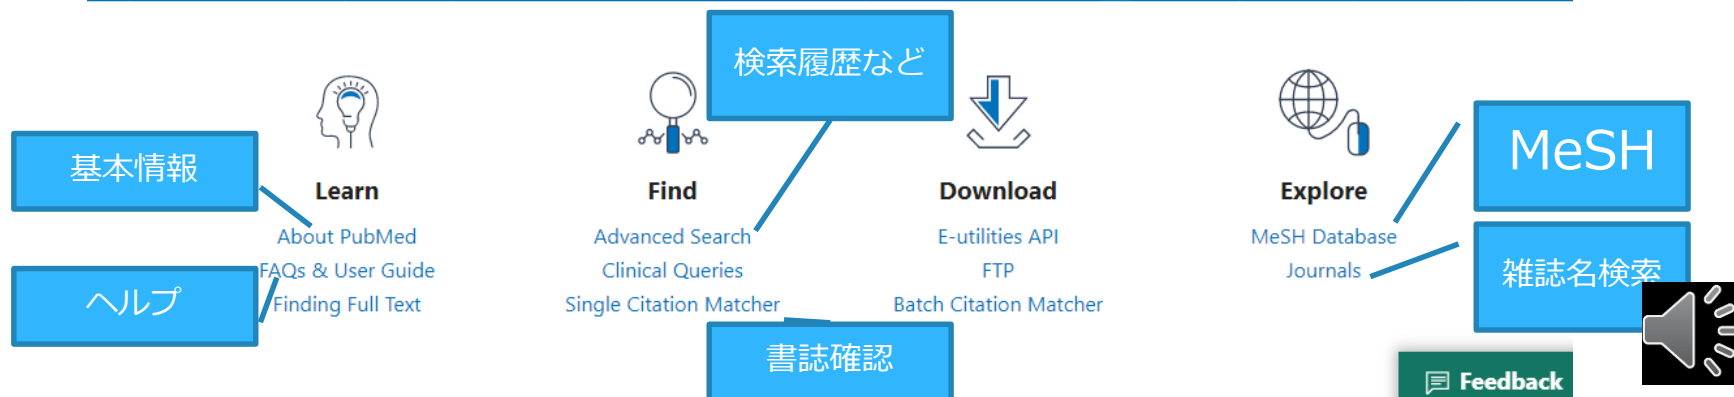 検索履歴など
基本情報
ヘルプ
Learn
About PubMed
FAQs & User Guide
Finding Full Text
Find
Advanced Search
Clinical Queries
Single Citation Matcher
書誌確認
Download
E-utilities API
FTP
Batch Citation Matcher
Explore
MeSH Database
Journals
MeSH
雑誌名検索
Feedback